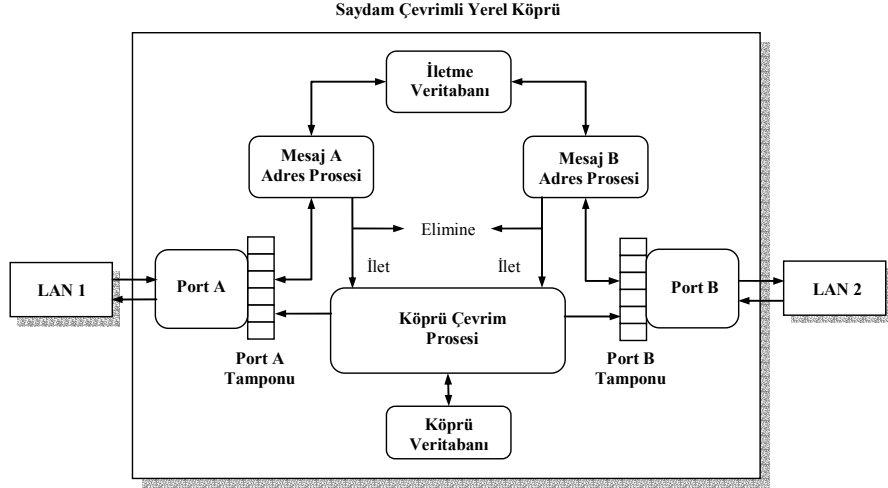 Saydam Çevrimli Yerel Köprü
İletme
Veritabanı
Mesaj A
Adres Prosesi
Mesaj B
Adres Prosesi
Elimine
İlet
İlet
LAN 1
Port A
Port B
LAN 2
Köprü Çevrim
Prosesi
Port A
Tamponu
Port B
Tamponu
Köprü
Veritabanı